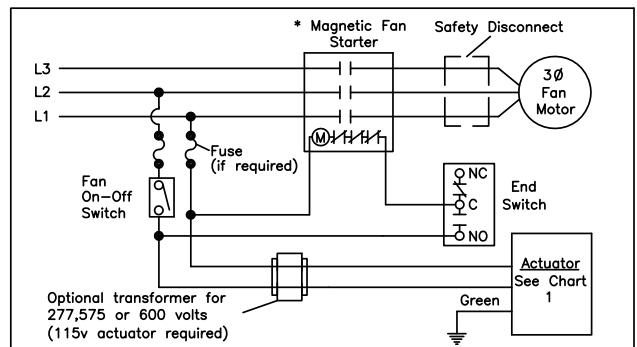 * Magnetic Fan
Starter
Safety Disconnect
L3
L2
L1
3Ø
Fan
Motor
M
Fuse
(if required)
Fan
On-Off
Switch
NC
C
NO
End
Switch
Actuator
See Chart
1
Green
Optional transformer for
277,575 or 600 volts
(115v actuator required)